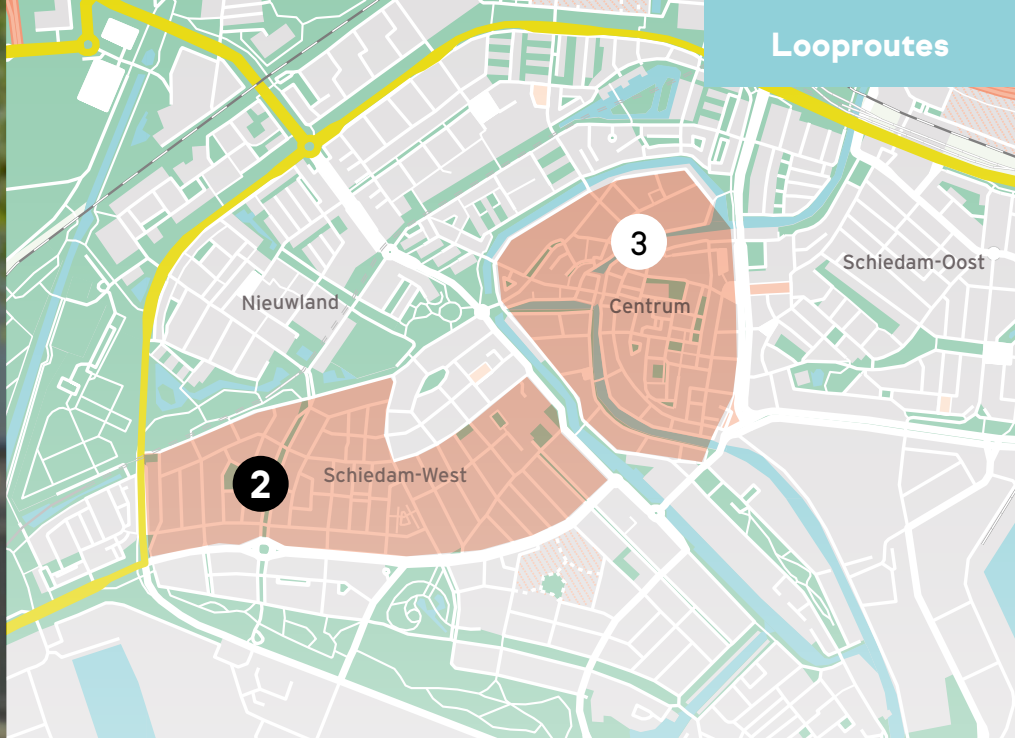 Looproutes
3
Schiedam-Oost
Nieuwland
Centrum
Schiedam-West
2